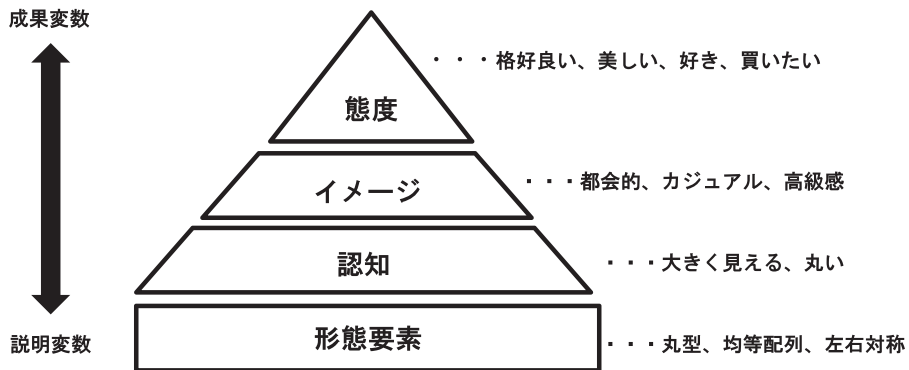 成果変数
・・・格好良い、美しい、好き、買いたい
態度
イメージ
・・・都会的、カジュアル、高級感
認知
・・・大きく見える、丸い
説明変数
形態要素
・・・丸型、均等配列、左右対称